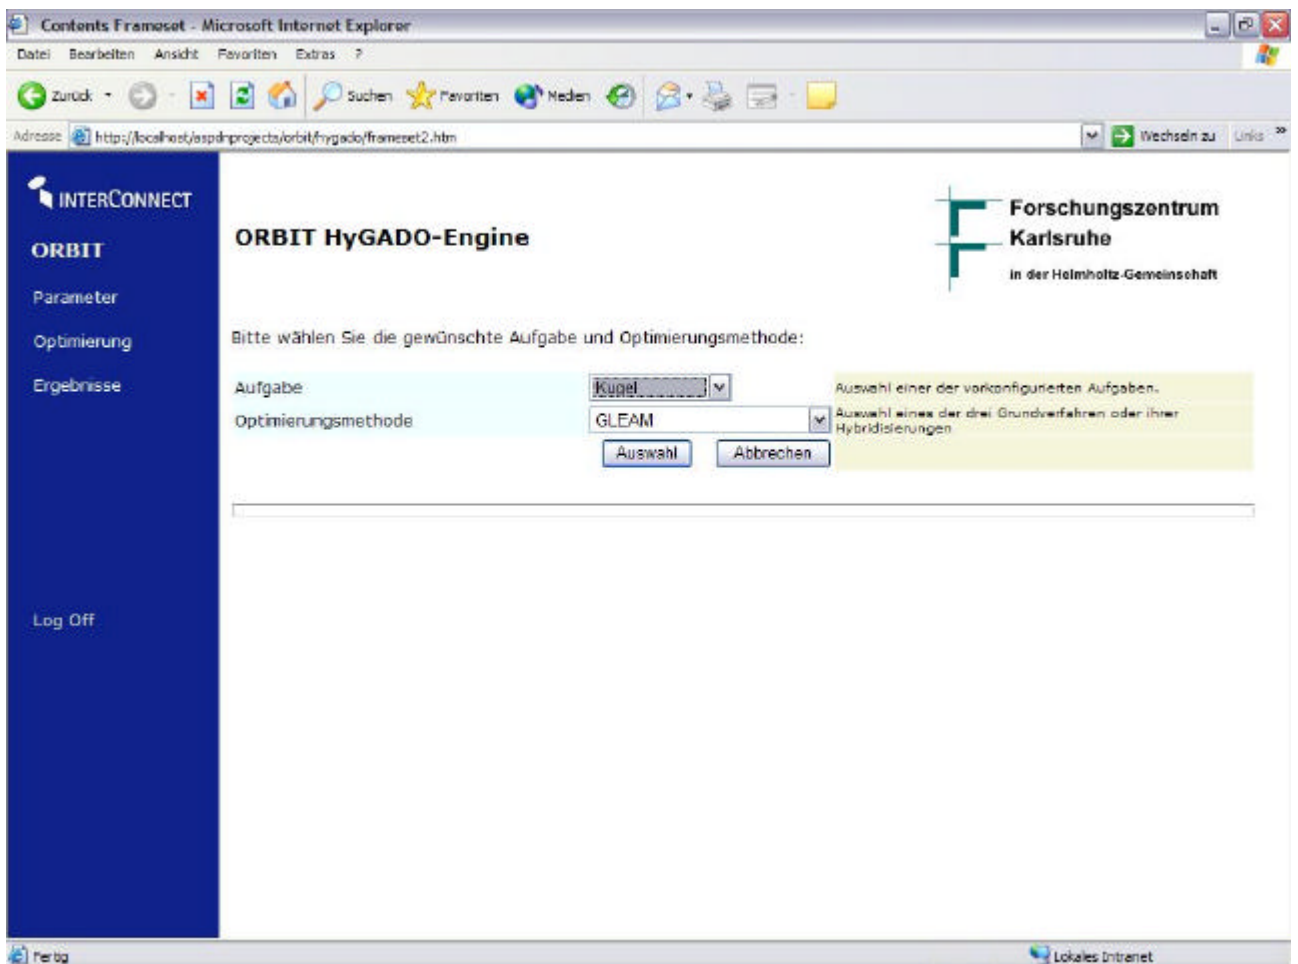 Contents Frameset - Microsoft Internet Explorer
Datei Bearbeiten Ansicht Favoriten Extras ?
Zurück Suchen Favoriten Medien
Adresse http://localhost/aspdnprojects/orbit/hygado/frameset2.htm Wechseln zu Links »
INTERCONNECT
ORBIT
Parameter
Optimierung
Ergebnisse
Log Off
ORBIT HyGADO-Engine
Forschungszentrum
Karlsruhe
in der Helmholtz-Gemeinschaft
Bitte wählen Sie die gewünschte Aufgabe und Optimierungsmethode:
Aufgabe Kugel Auswahl einer der vorkonfigurierten Aufgaben.
Optimierungsmethode GLEAM Auswahl eines der drei Grundverfahren oder ihrer
Hybridisierungen
Auswahl Abbrechen
Fertig Lokales Intranet